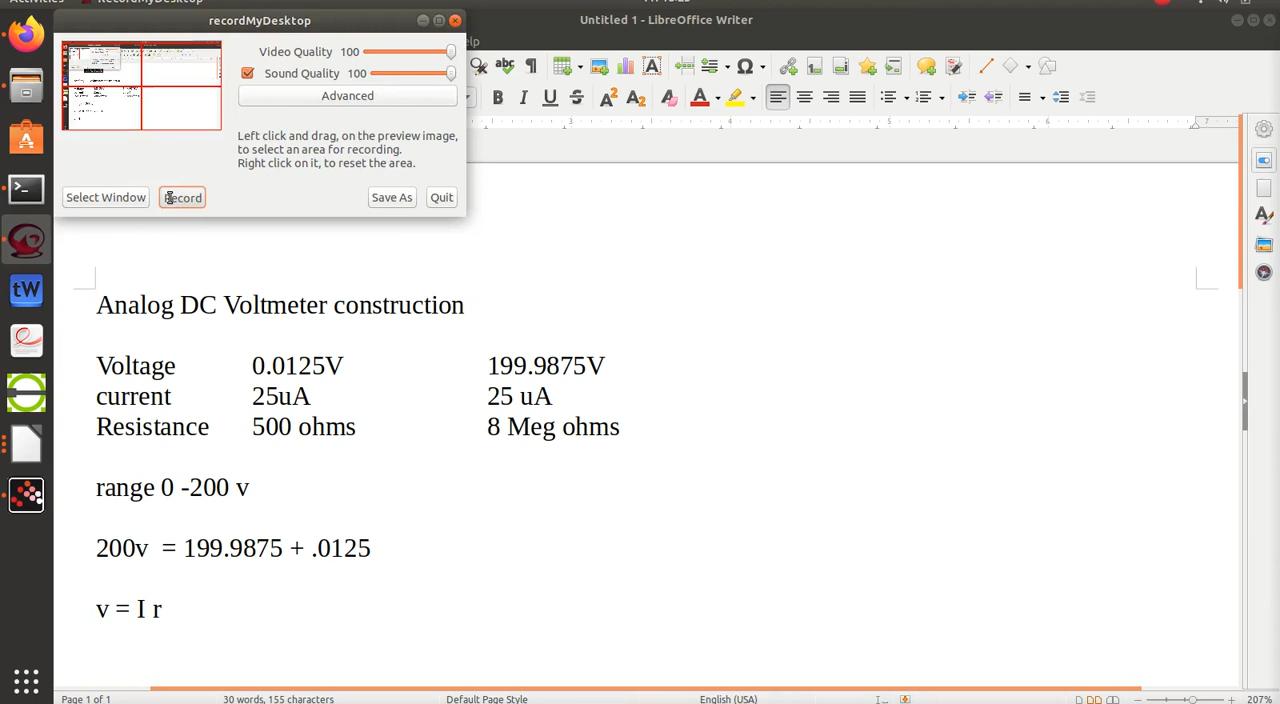 recordMyDesktop
Untitled 1 - LibreOffice Writer
Video Quality 100
Sound Quality 100
Advanced
Left click and drag, on the preview image,
to select an area for recording.
Right click on it, to reset the area.
Select Window
Record
Save As
Quit
Analog DC Voltmeter construction
Voltage 0.0125V 199.9875V
current 25uA 25 uA
Resistance 500 ohms 8 Meg ohms
range 0 -200 v
200v = 199.9875 + .0125
v = I r
Page 1 of 1
30 words, 155 characters
Default Page Style
English (USA)
207%